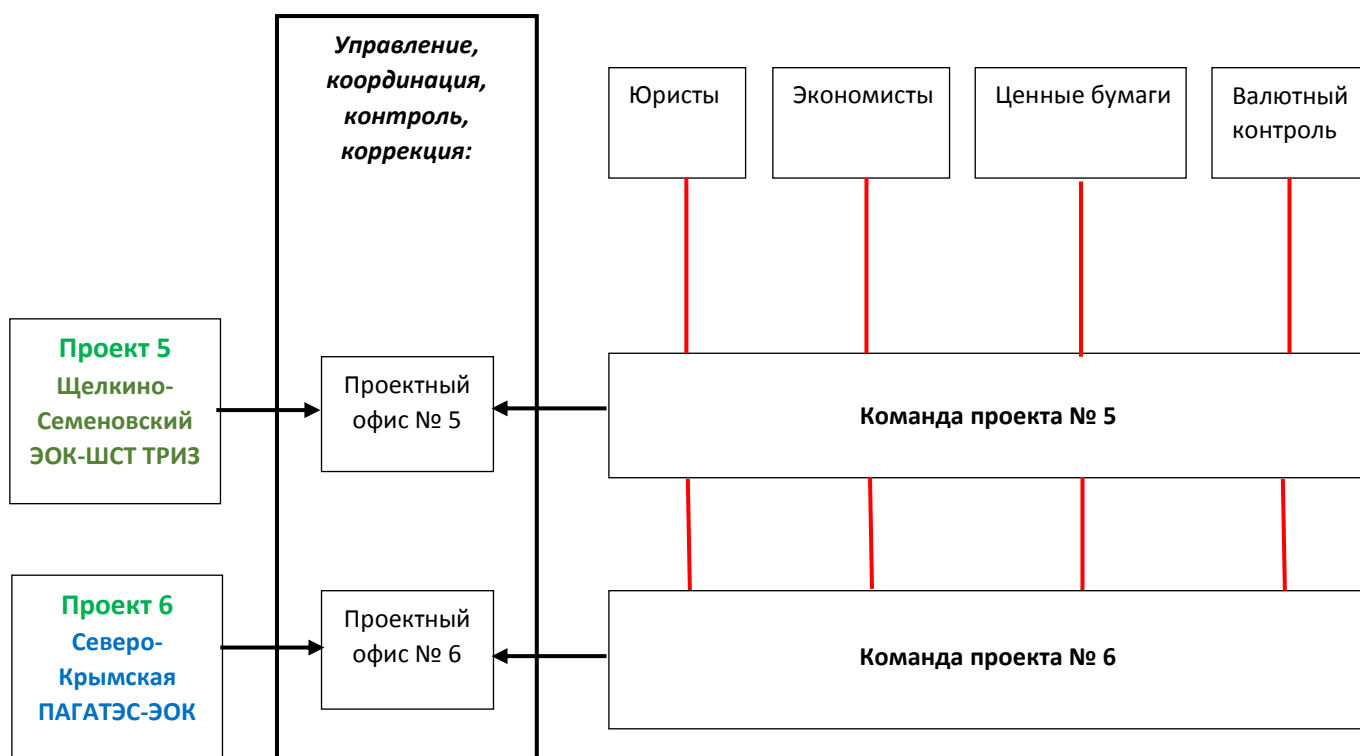 Управление,
координация,
контроль,
коррекция:
Юристы
Экономисты
Ценные бумаги
Валютный
контроль
Проект 5
Щелкино-
Семеновский
ЭОК-ШСТ ТРИЗ
Проектный
офис № 5
Команда проекта № 5
Проект 6
Северо-
Крымская
ПАГАТЭС-ЭОК
Проектный
офис № 6
Команда проекта № 6